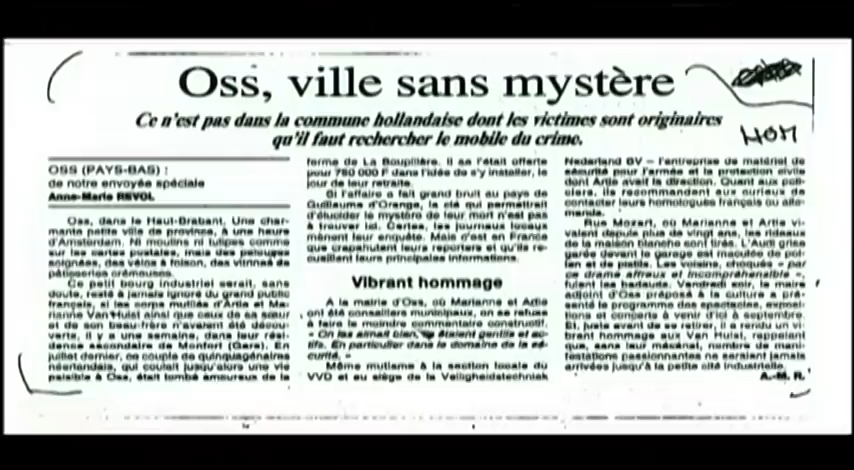 Oss, ville sans mystère
Ce n'est pas dans la commune hollandaise dont les victimes sont originaires
qu'il faut rechercher le mobile du crime.
NON
OSS (PAYS-BAS) :
de notre envoyée spéciale
Anne-Marie REVOL
Oss, dans le Haut-Brabant. Une char-
mante petite ville de province, à une heure
d'Amsterdam. Ni moulins ni tulipes comme
sur les cartes postales, mais des pelouses
soignées, des vélos à foison, des vitrines de
pâtisseries crémeuses.
Ce petit bourg industriel serait, sans
doute, resté à jamais ignoré du grand public
français, si les corps mutilés d'Artie et Ma-
rianne Van Hulst ainsi que ceux de sa sœur
et de son beau-frère n'avaient été décou-
verts, il y a une semaine, dans leur rési-
dence secondaire de Monfort (Gers). En
juillet dernier, ce couple de quinquagénaires
néerlandais, qui coulait jusqu'alors une vie
paisible à Oss, était tombé amoureux de la
ferme de La Boupillère. Il se l'était offerte
pour 750 000 F dans l'idée de s'y installer, le
jour de leur retraite.
Si l'affaire a fait grand bruit au pays de
Guillaume d'Orange, la clé qui permettrait
d'élucider le mystère de leur mort n'est pas
à trouver ici. Certes, les journaux locaux
mènent leur enquête. Mais c'est en France
que crapahutent leurs reporters et qu'ils re-
cueillent leurs principales informations.
Vibrant hommage
A la mairie d'Oss, où Marianne et Artie
ont été conseillers municipaux, on se refuse
à faire le moindre commentaire constructif.
« On les aimait bien, ils étaient gentils et ac-
tifs. En particulier dans le domaine de la sé-
curité. »
Même mutisme à la section locale du
VVD et au siège de la Veiligheidstechniek
Nederland BV – l'entreprise de matériel de
sécurité pour l'armée et la protection civile
dont Artie avait la direction. Quant aux poli-
ciers, ils renvoient aux curieux de
contacter leurs homologues français ou alle-
mands.
Rue Mozart, où Marianne et Artie vi-
vaient depuis plus de vingt ans, les rideaux
de la maison blanche sont tirés. L'Audi grise
garée devant le garage est maculée de pol-
len et de petits. Les voisins, choqués « par
ce drame affreux et incompréhensible »,
fuient les badauds. Vendredi soir, le maire
adjoint d'Oss préposé à la culture a pré-
senté le programme des spectacles, exposi-
tions et concerts à venir d'ici à septembre.
Et, juste avant de se retirer, il a rendu un vi-
brant hommage aux Van Hulst, rappelant
que, sans leur mécénat, nombre de mani-
festations passionnantes ne seraient jamais
arrivées jusqu'à la petite cité industrielle.
A.-M. R.